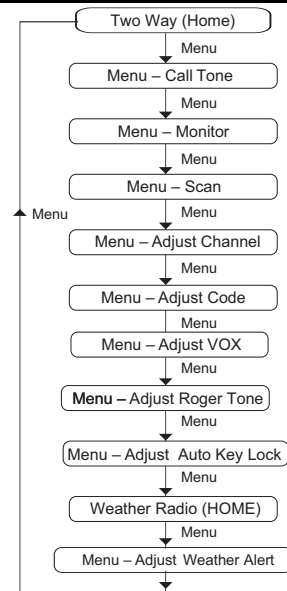 Two Way (Home)
Menu
Menu – Call Tone
Menu
Menu – Monitor
Menu
Menu – Scan
Menu
Menu
Menu – Adjust Channel
Menu
Menu – Adjust Code
Menu
Menu – Adjust VOX
Menu
Menu – Adjust Roger Tone
Menu
Menu – Adjust Auto Key Lock
Menu
Weather Radio (HOME)
Menu
Menu – Adjust Weather Alert